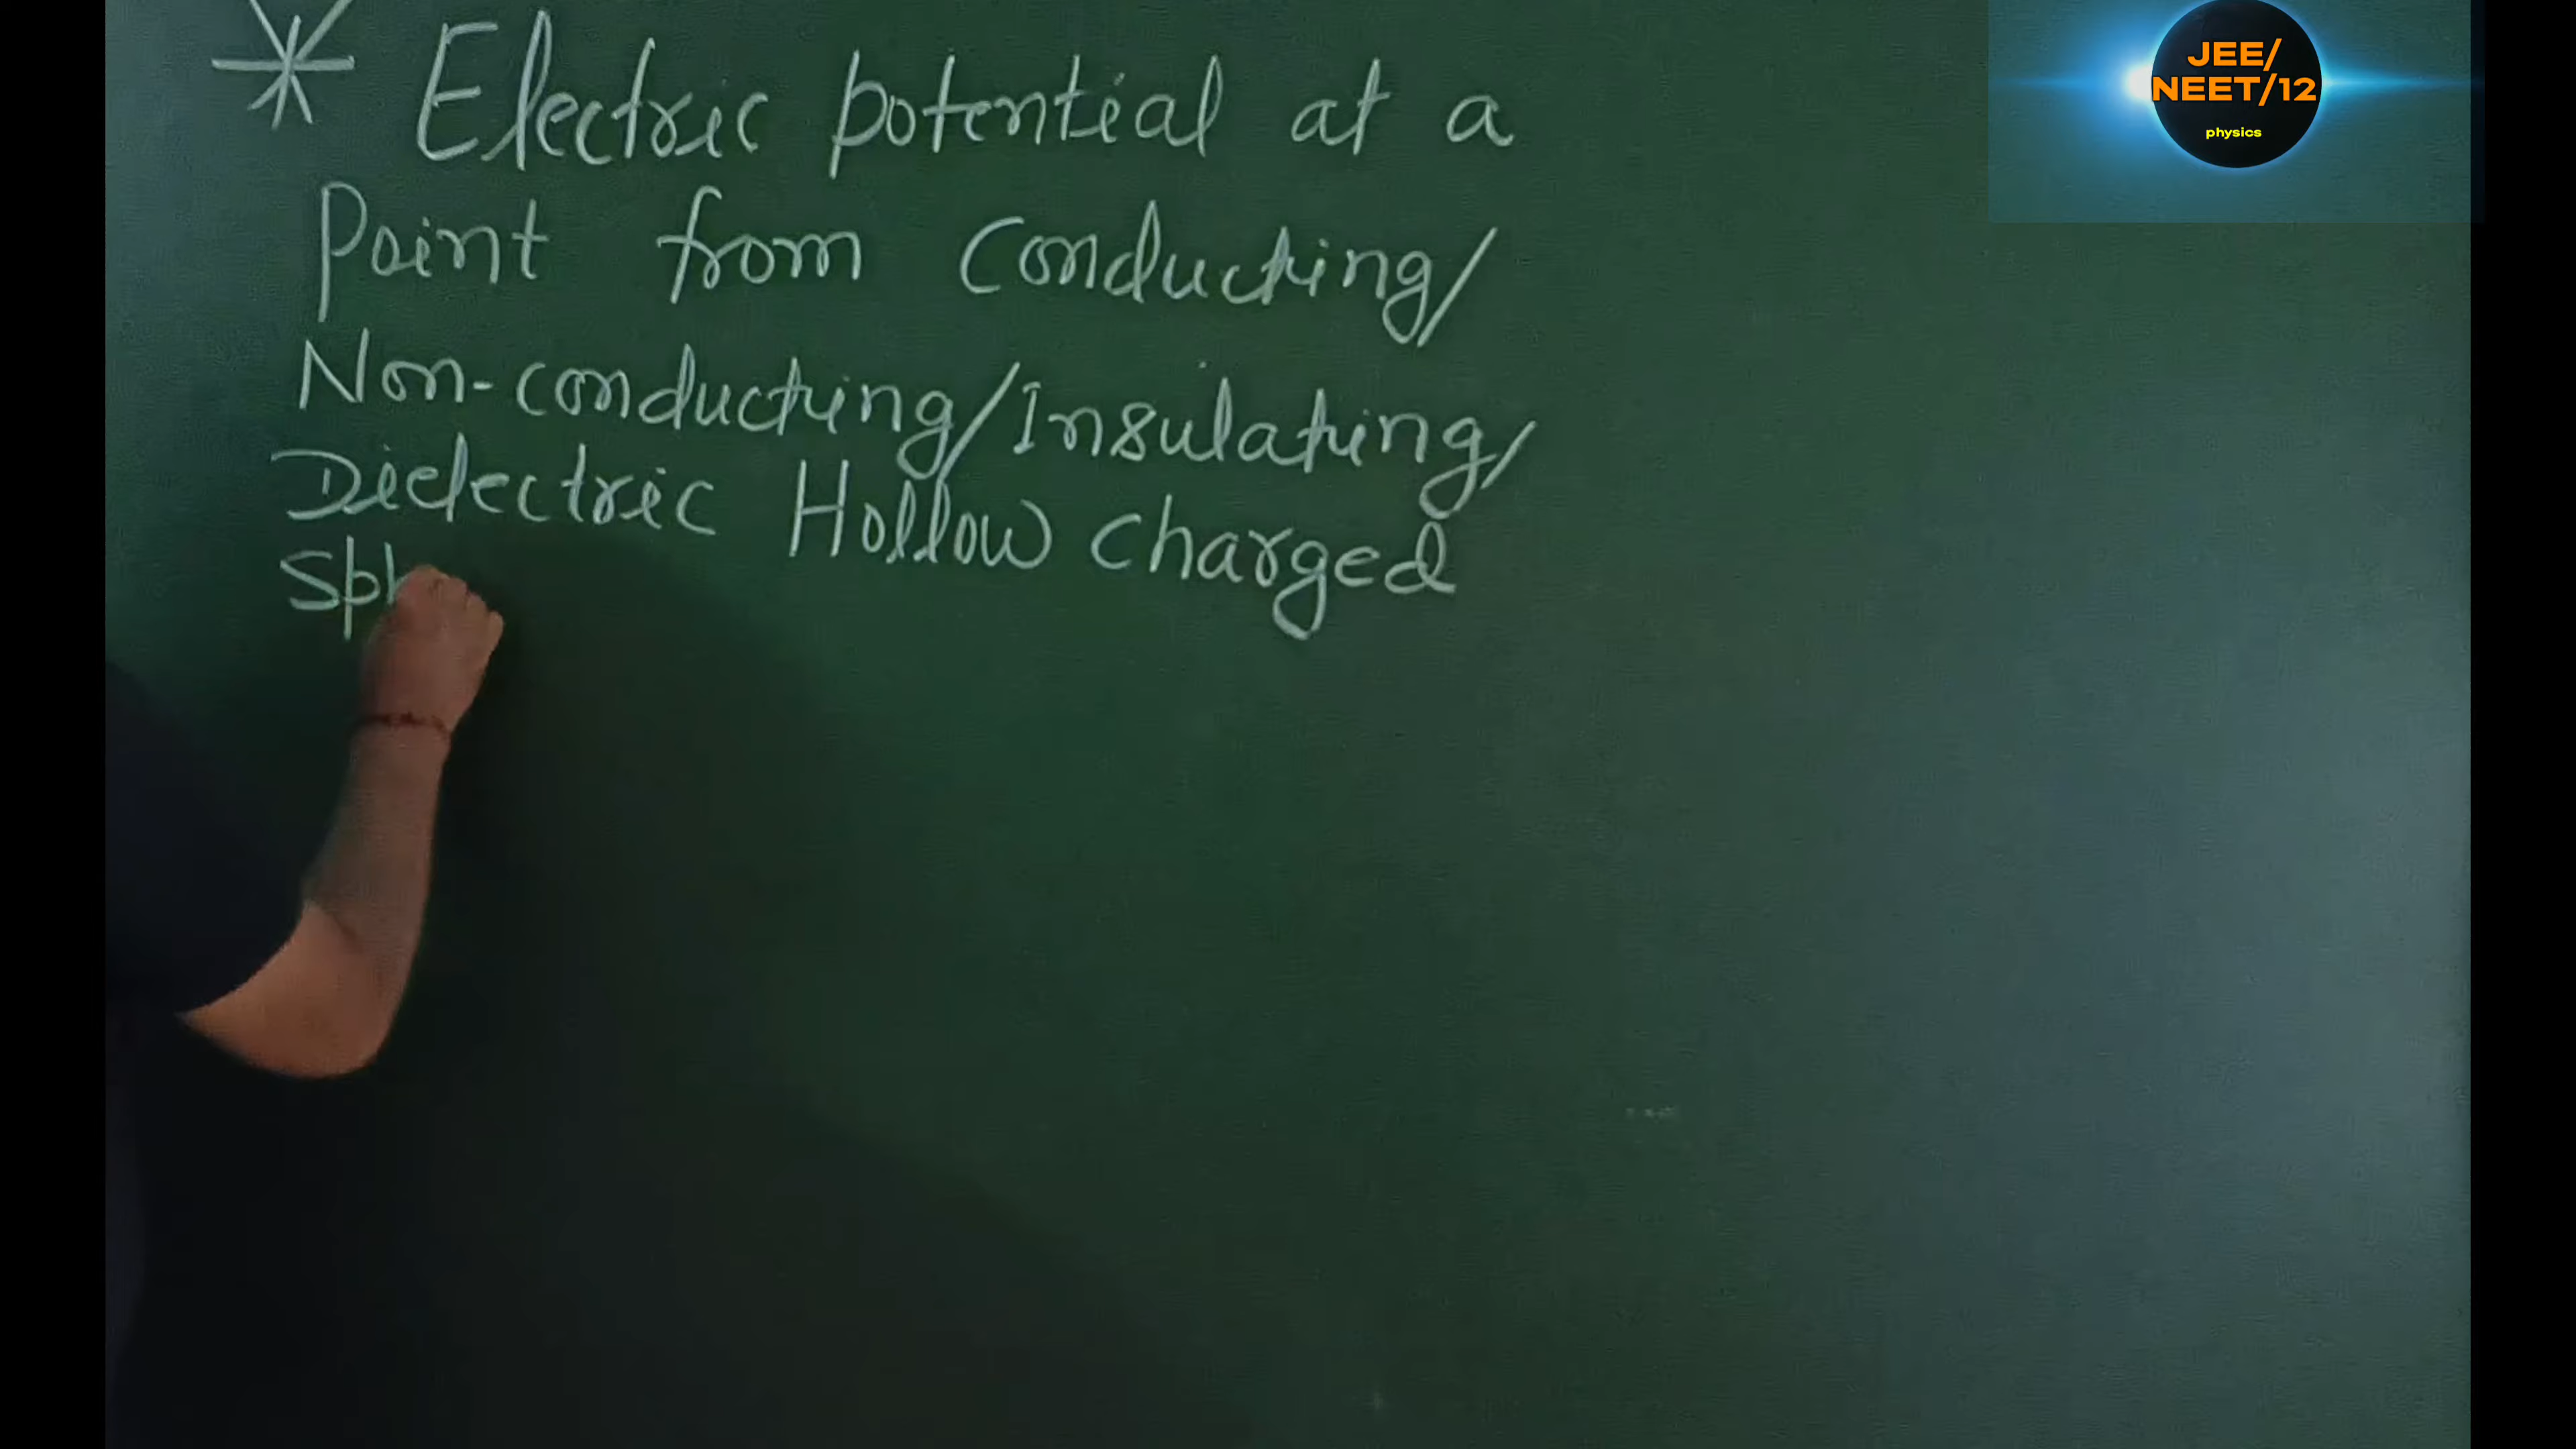 * Electric potential at a
Point from Conducting/
Non-conducting/Insulating/
Dielectric Hollow charged
Sph
JEE/
NEET/12
physics